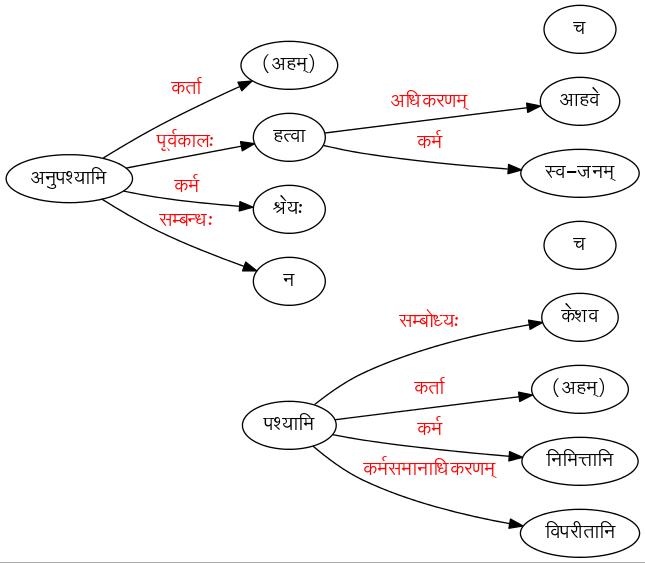 च
(अहम्)
कर्ता
अधिकरणम्
आहवे
पूर्वकालः
हत्वा
कर्म
अनुपश्यामि
कर्म
स्व-जनम्
श्रेयः
सम्बन्धः
च
न
सम्बोध्यः
केशव
कर्ता
(अहम्)
पश्यामि
कर्म
निमित्तानि
कर्मसमानाधिकरणम्
विपरीतानि